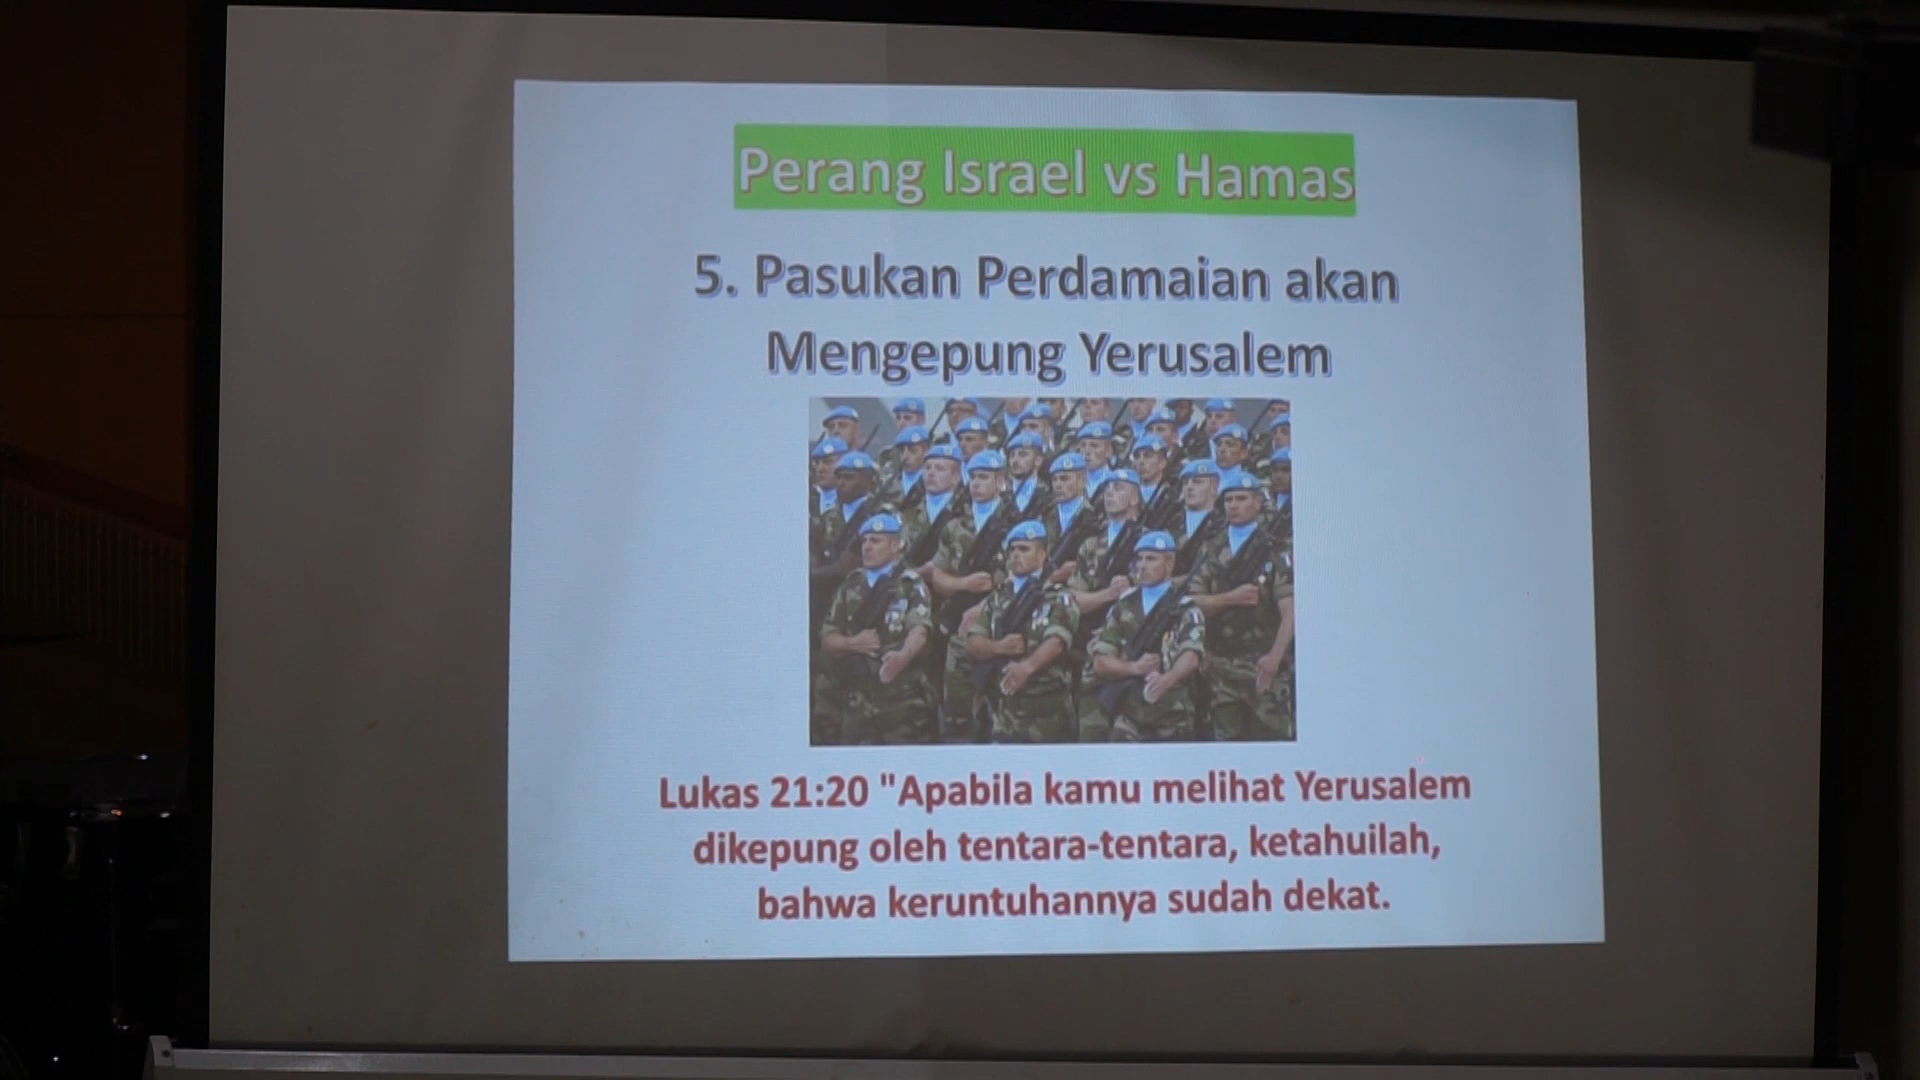 Perang Israel vs Hamas
5. Pasukan Perdamaian akan
Mengepung Yerusalem
Lukas 21:20 "Apabila kamu melihat Yerusalem
dikepung oleh tentara-tentara, ketahuilah,
bahwa keruntuhannya sudah dekat.